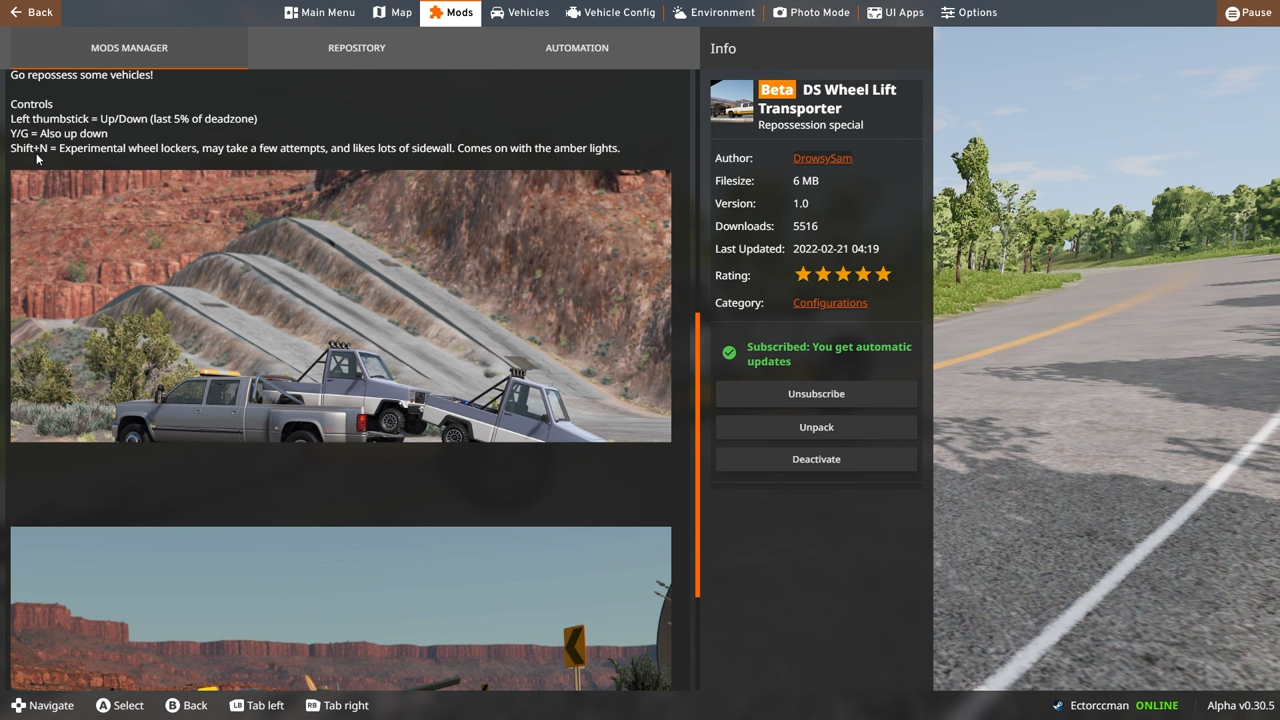 Back
Main Menu
Map
Mods
Vehicles
Vehicle Config
Environment
Photo Mode
UI Apps
Options
Pause
MODS MANAGER
REPOSITORY
AUTOMATION
Go repossess some vehicles!
Controls
Left thumbstick = Up/Down (last 5% of deadzone)
Y/G = Also up down
Shift+N = Experimental wheel lockers, may take a few attempts, and likes lots of sidewall. Comes on with the amber lights.
Info
Beta DS Wheel Lift
Transporter
Repossession special
Author: DrowsySam
Filesize: 6 MB
Version: 1.0
Downloads: 5516
Last Updated: 2022-02-21 04:19
Rating:
Category: Configurations
Subscribed: You get automatic
updates
Unsubscribe
Unpack
Deactivate
Navigate
A Select
B Back
LB Tab left
RB Tab right
Ectorccman ONLINE
Alpha v0.30.5